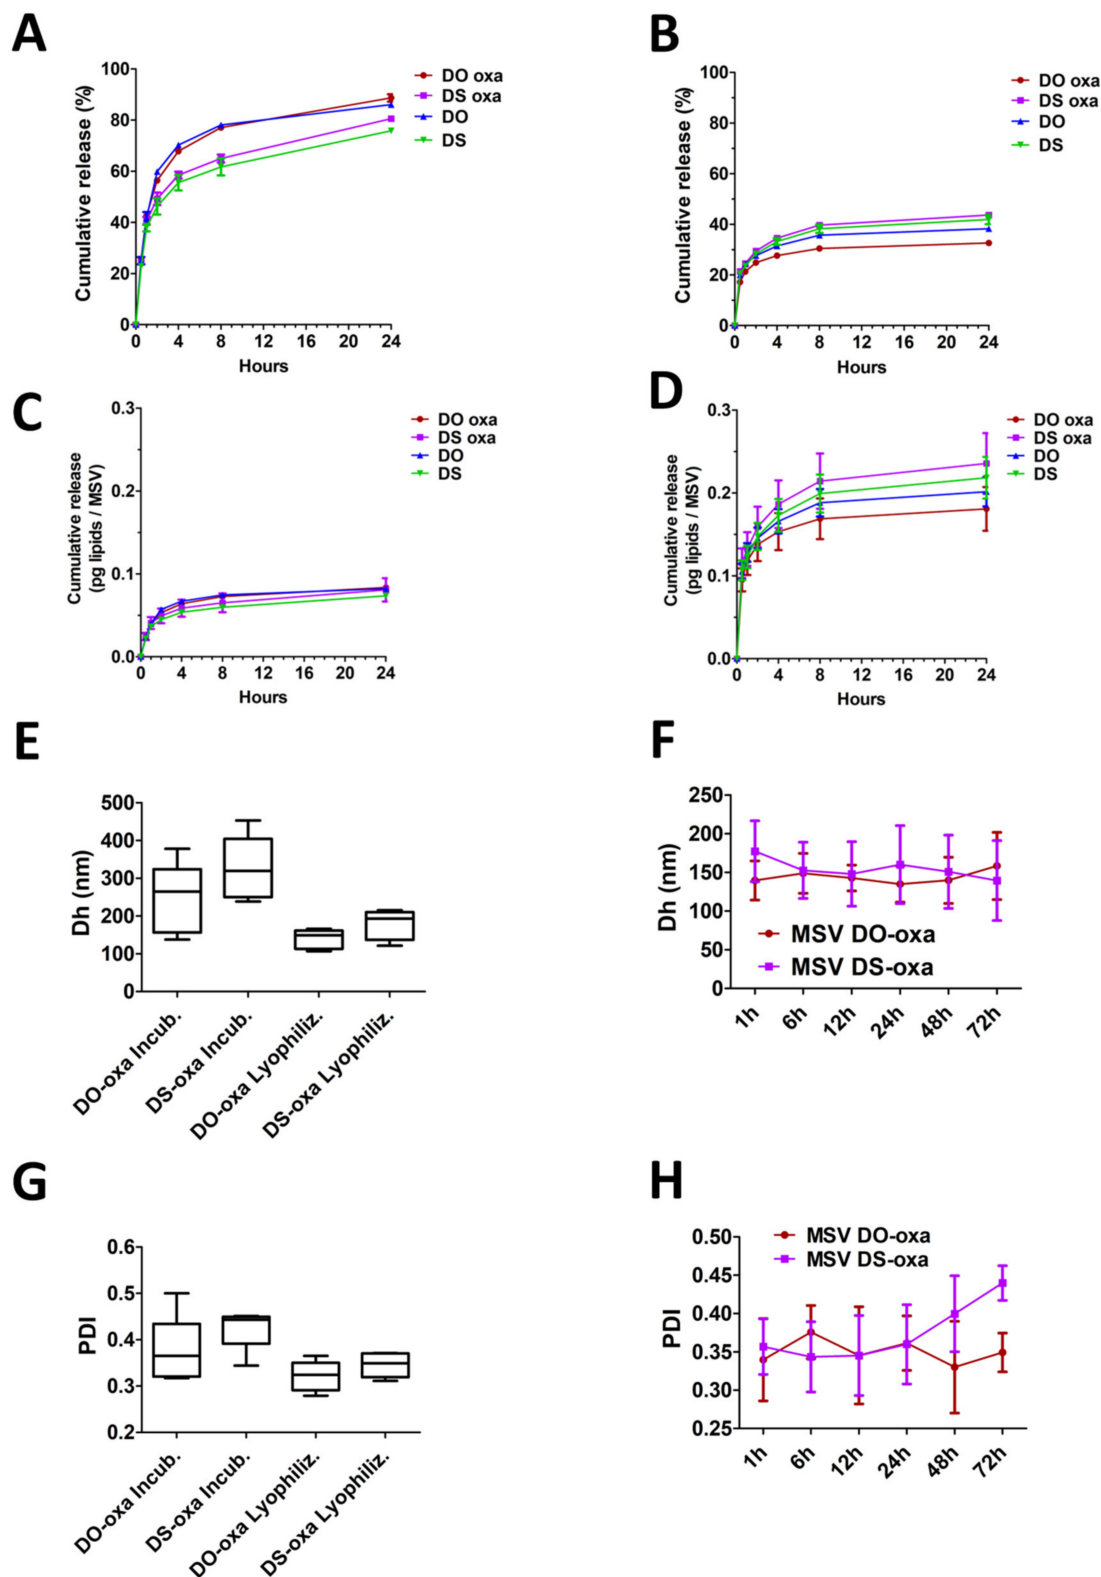 A
Cumulative release (%)
100
80
60
40
20
0
0 4 8 12 16 20 24
Hours
DO oxa
DS oxa
DO
DS
B
Cumulative release (%)
100
80
60
40
20
0
0 4 8 12 16 20 24
Hours
DO oxa
DS oxa
DO
DS
C
Cumulative release
(pg lipids / MSV)
0.3
0.2
0.1
0.0
0 4 8 12 16 20 24
Hours
DO oxa
DS oxa
DO
DS
D
Cumulative release
(pg lipids / MSV)
0.3
0.2
0.1
0.0
0 4 8 12 16 20 24
Hours
DO oxa
DS oxa
DO
DS
E
Dh (nm)
500
400
300
200
100
0
DO-oxa Incub.
DS-oxa Incub.
DO-oxa Lyophiliz.
DS-oxa Lyophiliz.
F
Dh (nm)
250
200
150
100
50
0
MSV DO-oxa
MSV DS-oxa
1h
6h
12h
24h
48h
72h
G
PDI
0.6
0.5
0.4
0.3
0.2
DO-oxa Incub.
DS-oxa Incub.
DO-oxa Lyophiliz.
DS-oxa Lyophiliz.
H
PDI
0.50
0.45
0.40
0.35
0.30
0.25
MSV DO-oxa
MSV DS-oxa
1h
6h
12h
24h
48h
72h